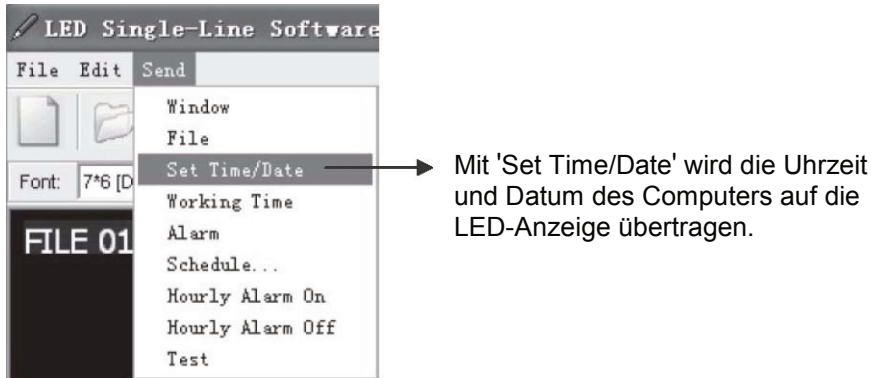 LED Single-Line Software
File Edit Send
Window
File
Font: 7*6 [D
Set Time/Date
Working Time
FILE 01
Alarm
Schedule...
Hourly Alarm On
Hourly Alarm Off
Test
Mit 'Set Time/Date' wird die Uhrzeit
und Datum des Computers auf die
LED-Anzeige übertragen.